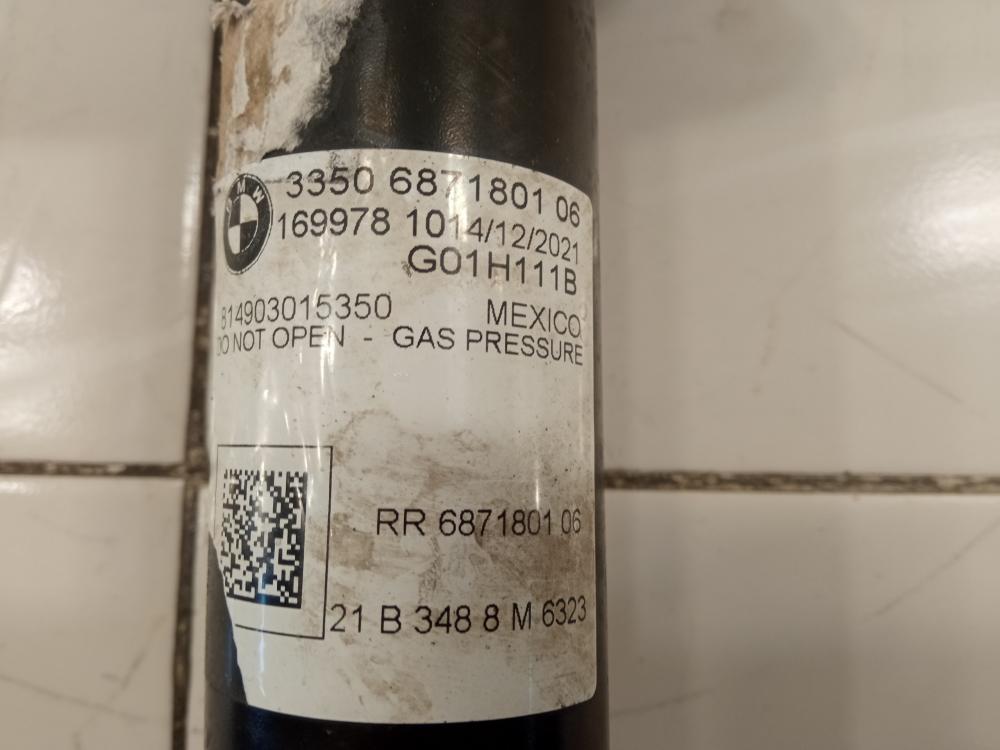 BMW
3350 6871801 06
169978 1014/12/2021
G01H111B
814903015350 MEXICO
DO NOT OPEN - GAS PRESSURE
RR 6871801 06
21 B 348 8 M 6323